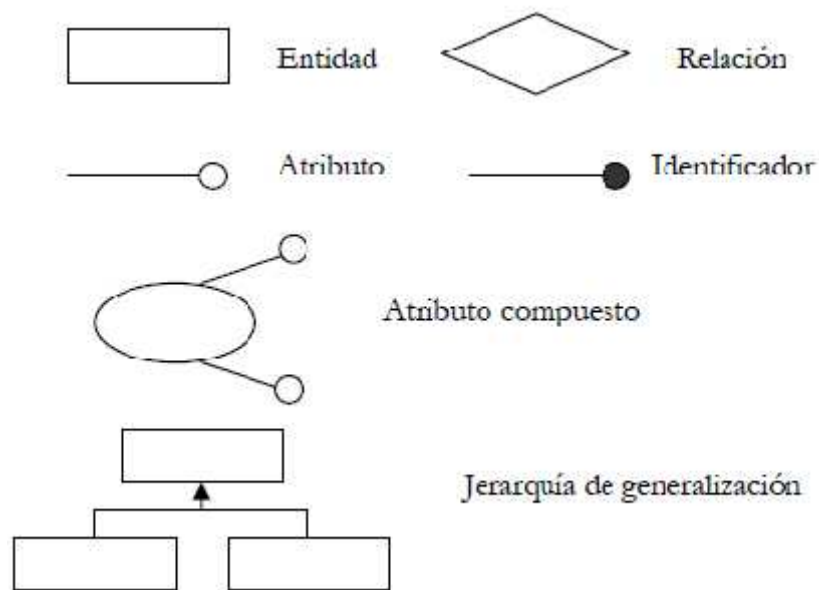 Entidad
Relación
Atributo
Identificador
Atributo compuesto
Jerarquía de generalización